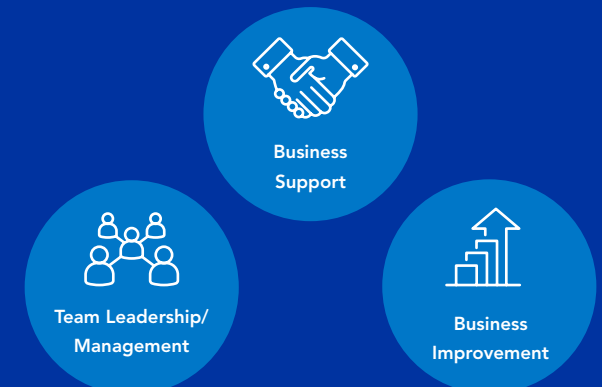 Business
Support
Team Leadership/
Management
Business
Improvement